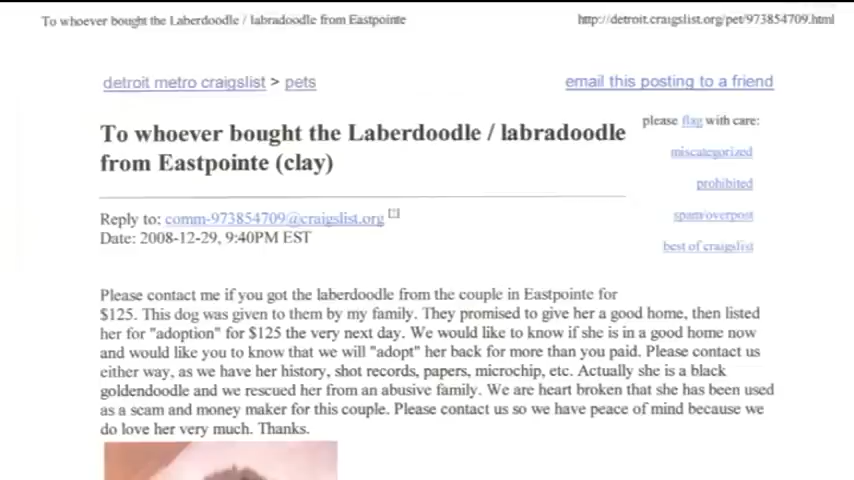 To whoever bought the Laberdoodle / labradoodle from Eastpointe http://detroit.craigslist.org/pet/973854709.html
detroit metro craigslist > pets email this posting to a friend
To whoever bought the Laberdoodle / labradoodle
from Eastpointe (clay)
please flag with care:
miscategorized
prohibited
spam/overpost
best of craigslist
Reply to: comm-973854709@craigslist.org [?]
Date: 2008-12-29, 9:40PM EST
Please contact me if you got the laberdoodle from the couple in Eastpointe for
$125. This dog was given to them by my family. They promised to give her a good home, then listed
her for "adoption" for $125 the very next day. We would like to know if she is in a good home now
and would like you to know that we will "adopt" her back for more than you paid. Please contact us
either way, as we have her history, shot records, papers, microchip, etc. Actually she is a black
goldendoodle and we rescued her from an abusive family. We are heart broken that she has been used
as a scam and money maker for this couple. Please contact us so we have peace of mind because we
do love her very much. Thanks.